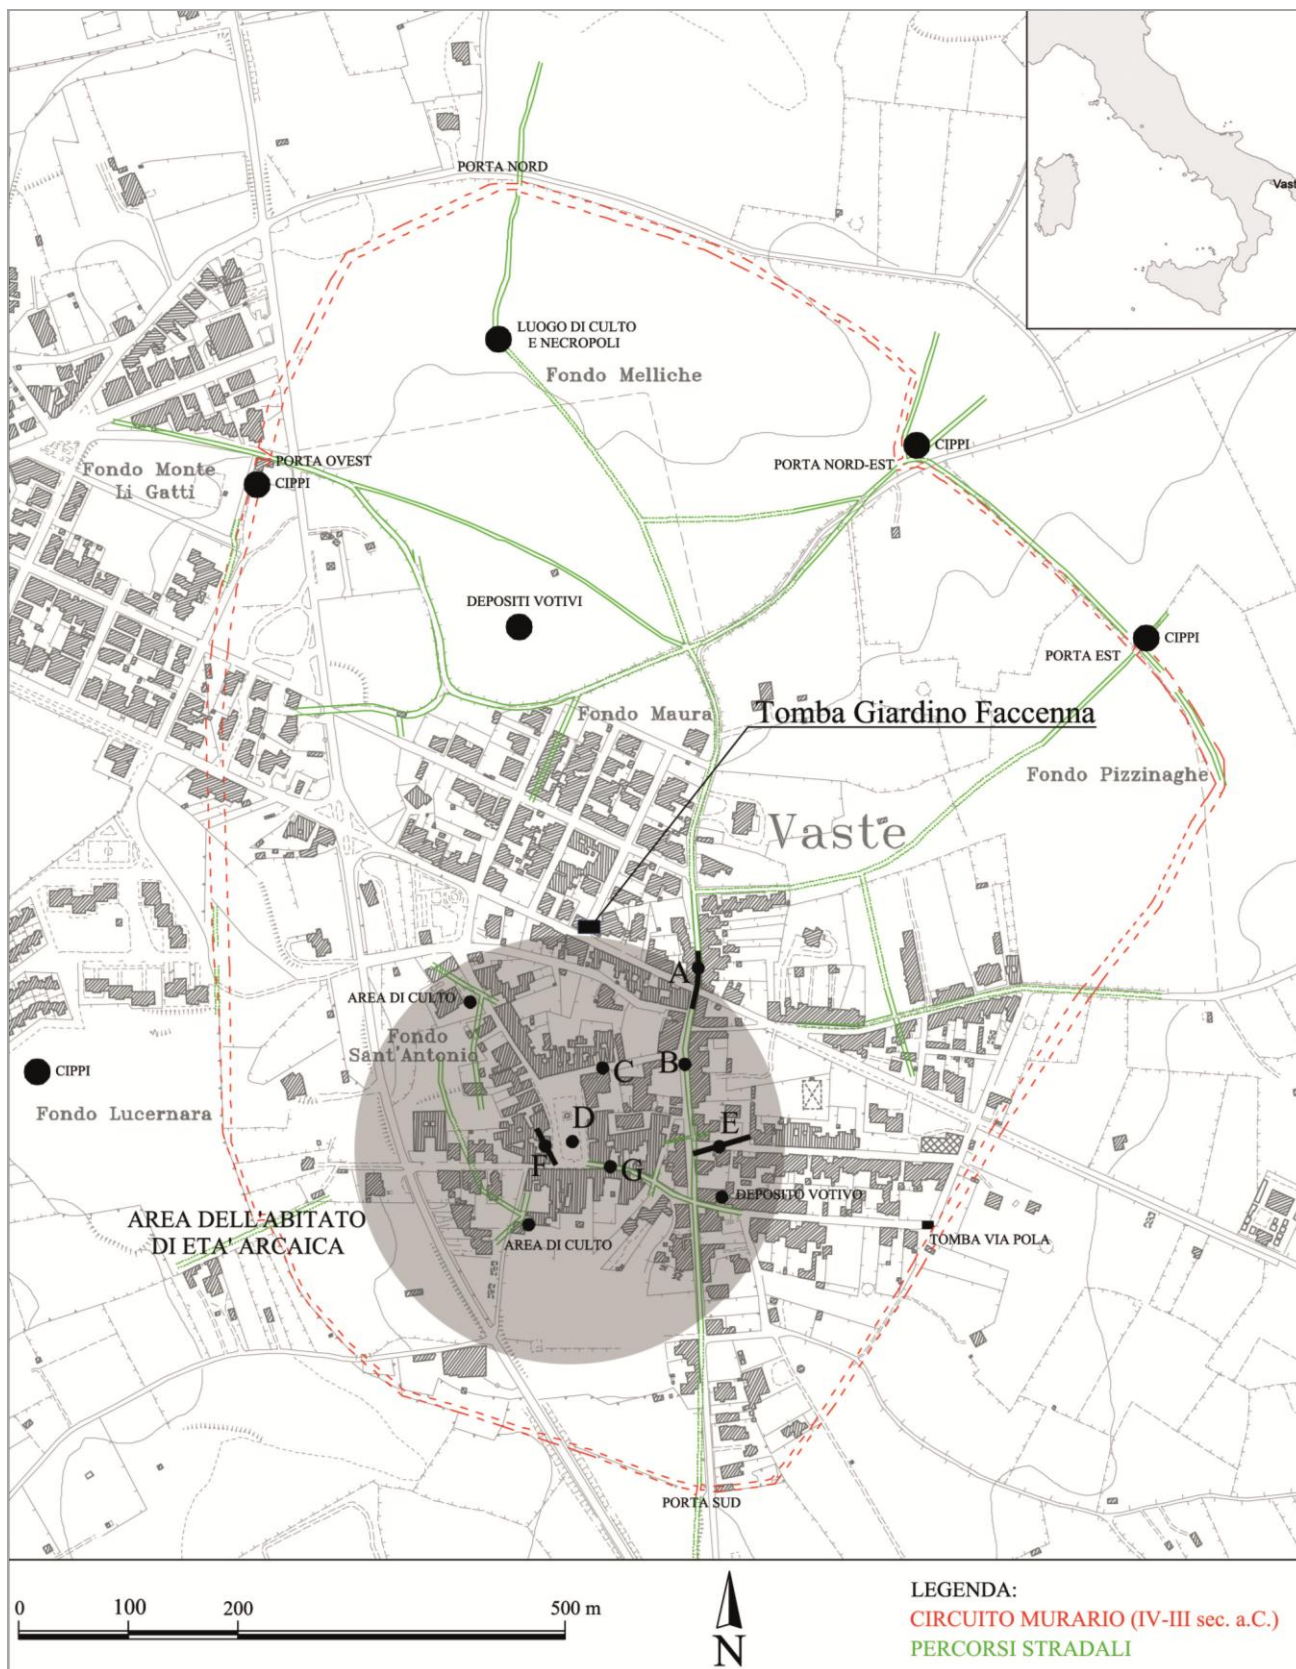 Vast
PORTA NORD
LUOGO DI CULTO
E NECROPOLI
Fondo Melliche
CIPPI
PORTA NORD-EST
PORTA OVEST
Fondo Monte
Li Gatti
CIPPI
DEPOSITI VOTIVI
CIPPI
PORTA EST
Fondo Maura
Tomba Giardino Faccenna
Fondo Pizzinaghe
Vaste
A
AREA DI CULTO
Fondo
Sant'Antonio
B
C
CIPPI
Fondo Lucernara
D
E
F
G
DEPOSITO VOTIVO
AREA DELL'ABITATO
DI ETA' ARCAICA
AREA DI CULTO
TOMBA VIA POLA
PORTA SUD
0 100 200 500 m
N
LEGENDA:
CIRCUITO MURARIO (IV-III sec. a.C.)
PERCORSI STRADALI